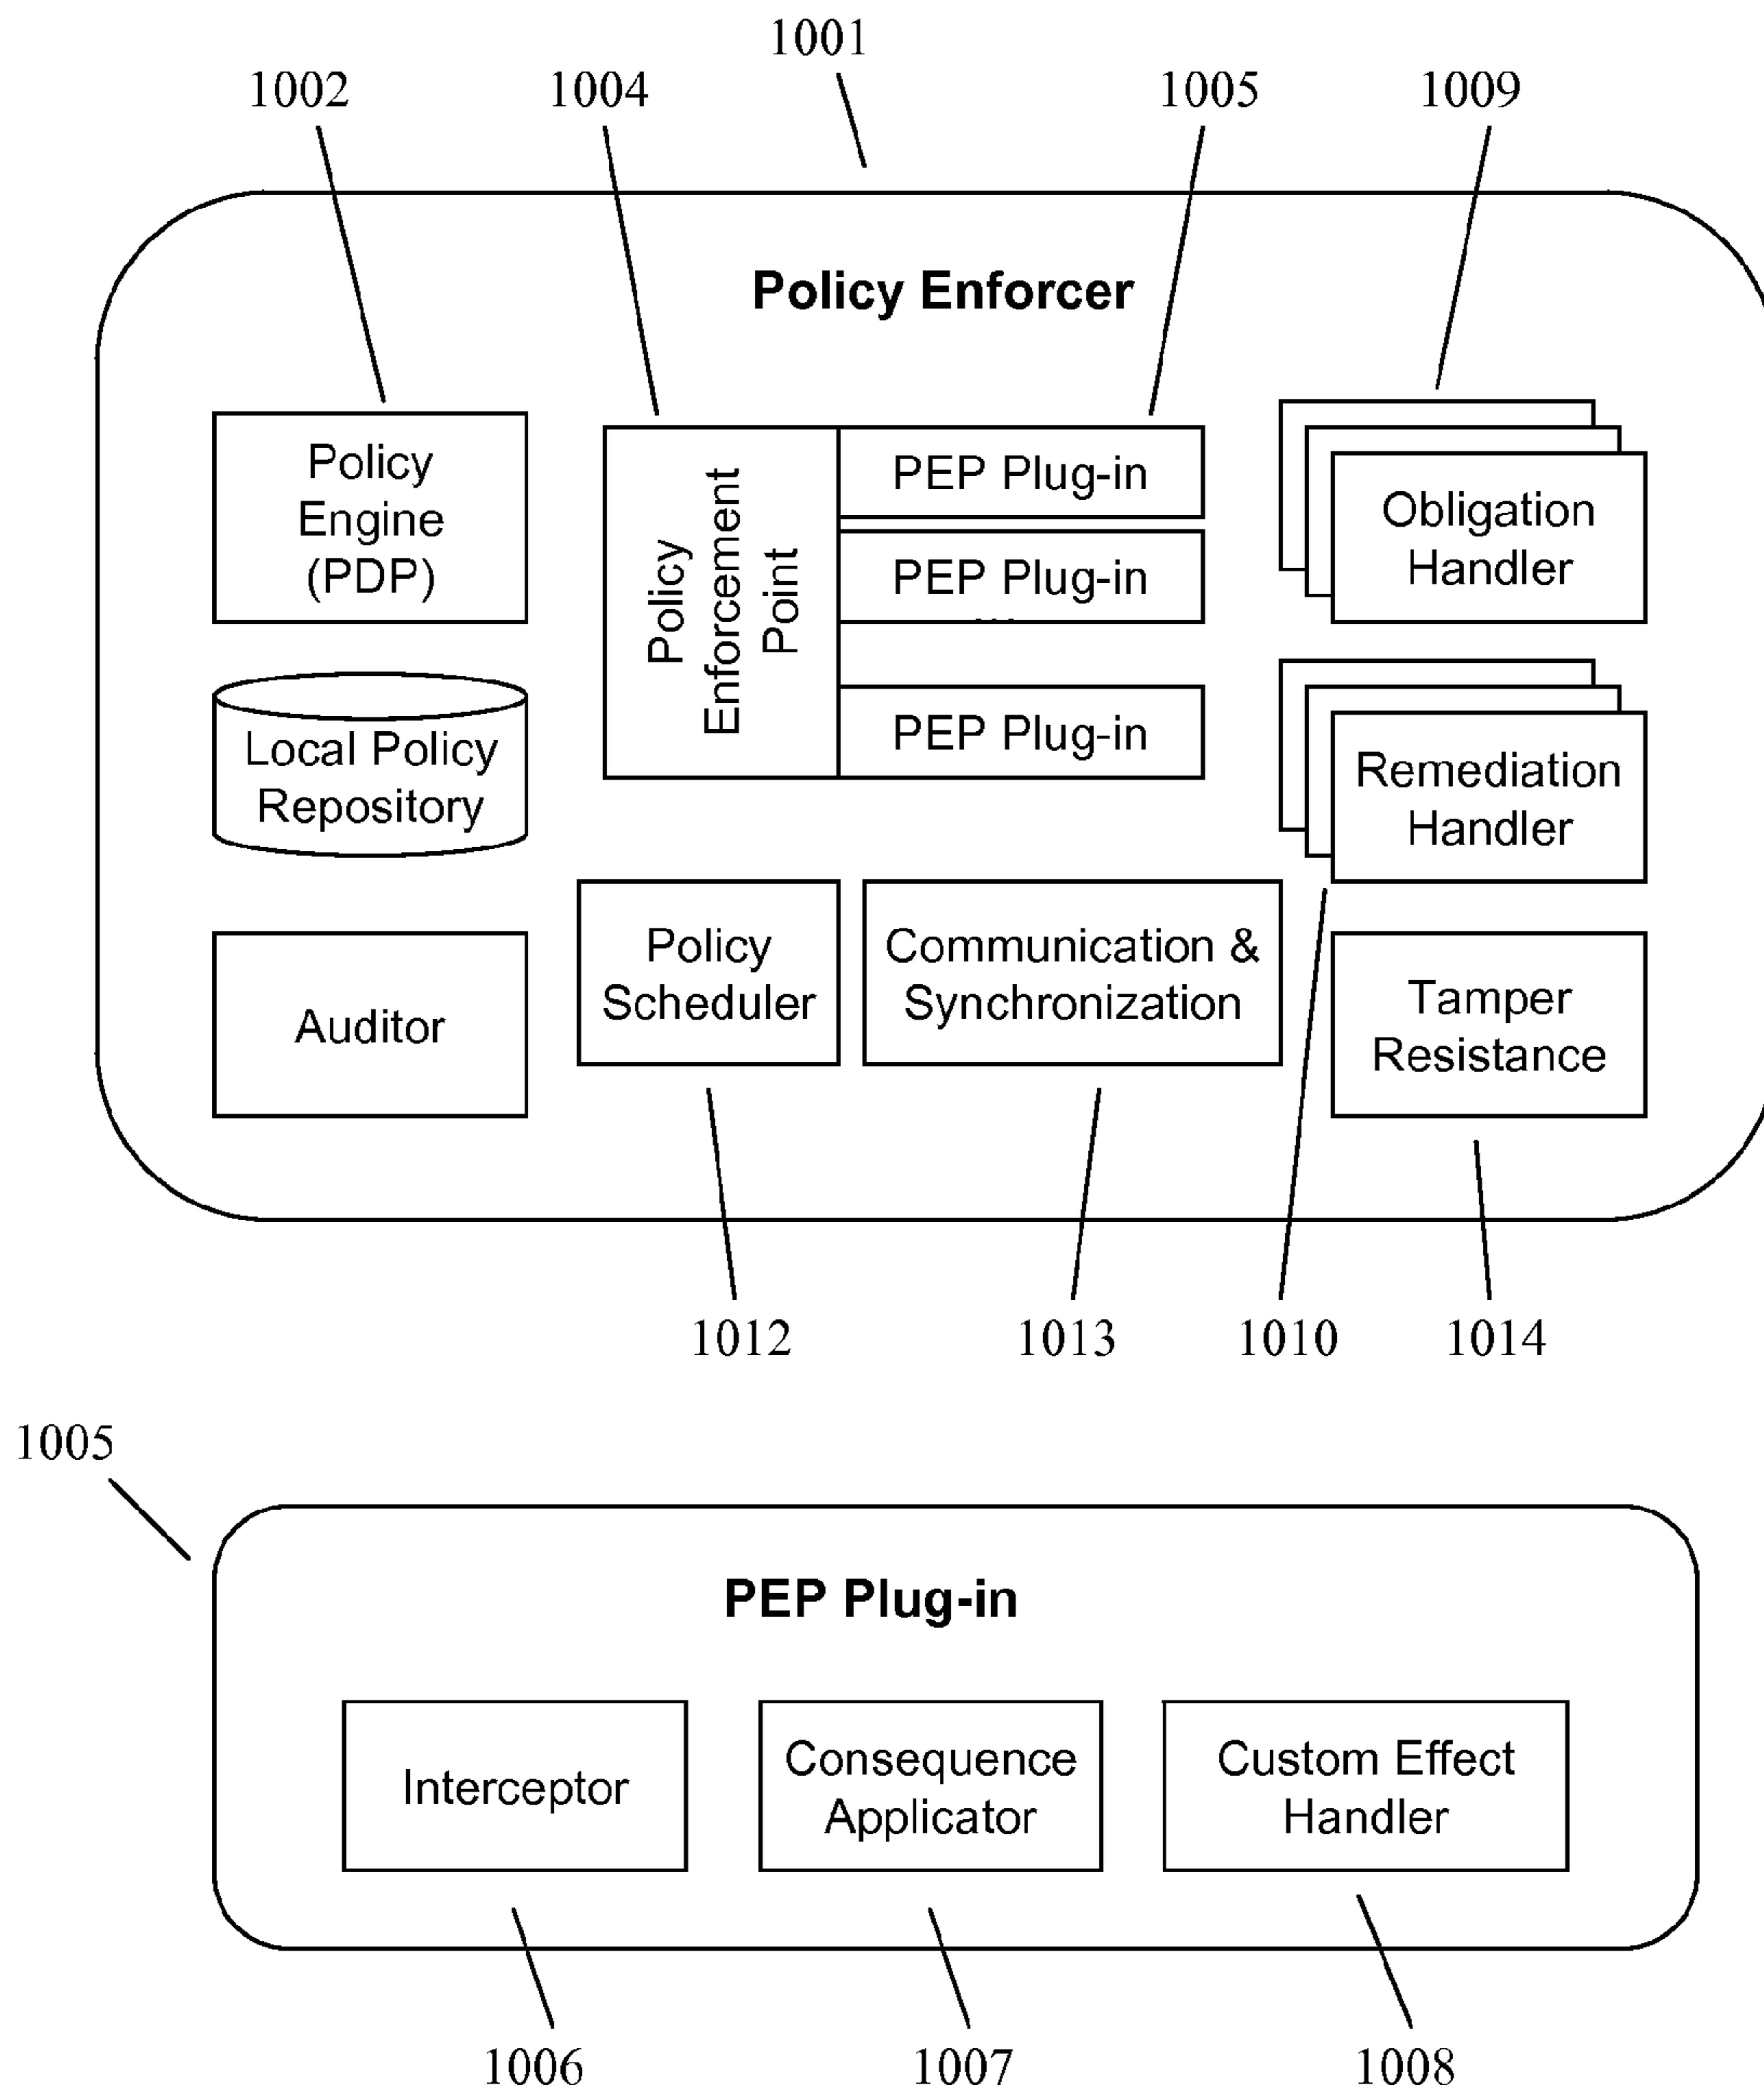 1001
1002
1004
1005
1009
Policy Enforcer
Policy
Engine
(PDP)
Policy
Enforcement
Point
PEP Plug-in
PEP Plug-in
...
PEP Plug-in
Obligation
Handler
Local Policy
Repository
Remediation
Handler
Auditor
Policy
Scheduler
Communication &
Synchronization
Tamper
Resistance
1012
1013
1010
1014
1005
PEP Plug-in
Interceptor
Consequence
Applicator
Custom Effect
Handler
1006
1007
1008